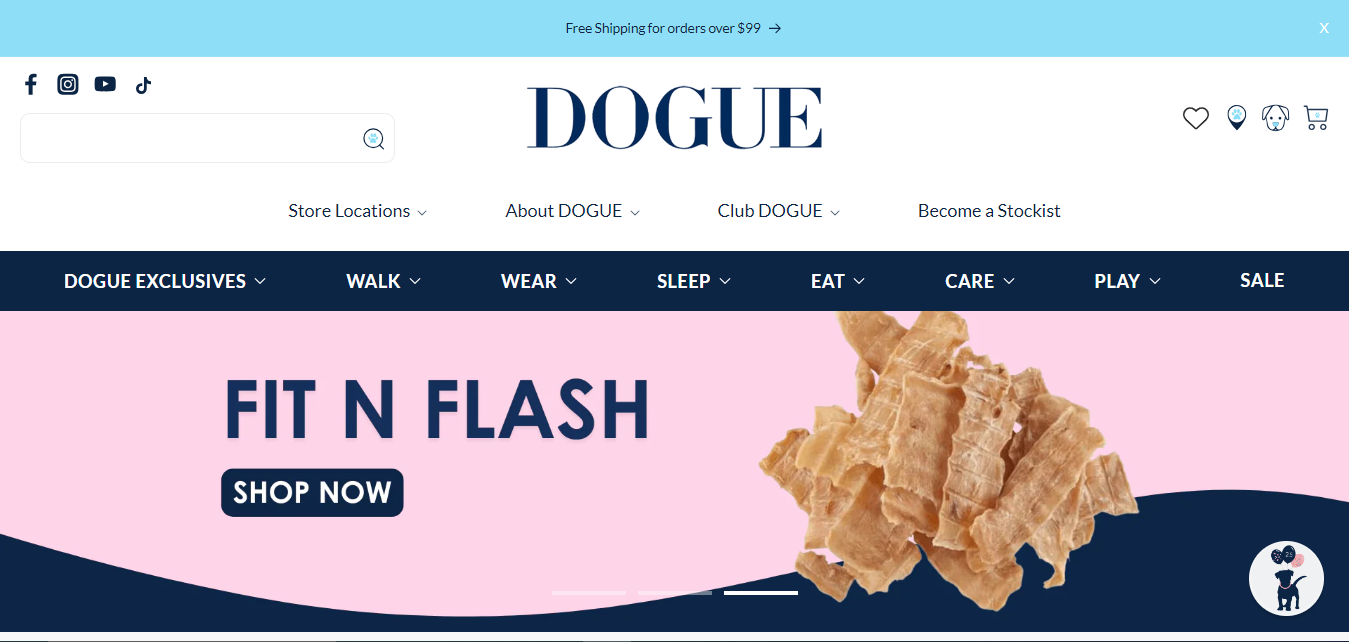 Free Shipping for orders over $99 →
X
DOGUE
Store Locations
About DOGUE
Club DOGUE
Become a Stockist
DOGUE EXCLUSIVES
WALK
WEAR
SLEEP
EAT
CARE
PLAY
SALE
FIT N FLASH
SHOP NOW